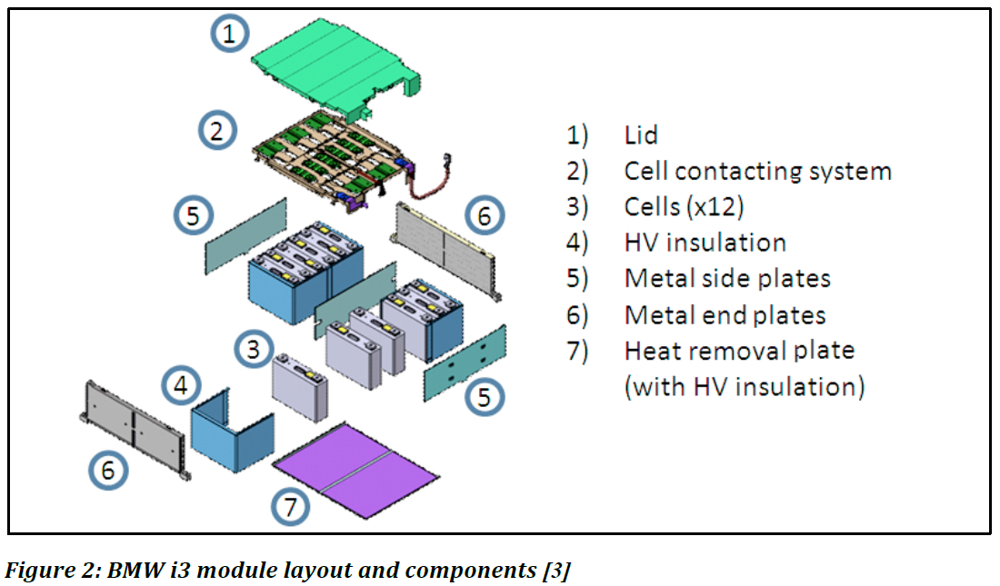 1
2
5
6
3
4
5
6
7
1) Lid
2) Cell contacting system
3) Cells (x12)
4) HV insulation
5) Metal side plates
6) Metal end plates
7) Heat removal plate
(with HV insulation)
Figure 2: BMW i3 module layout and components [3]